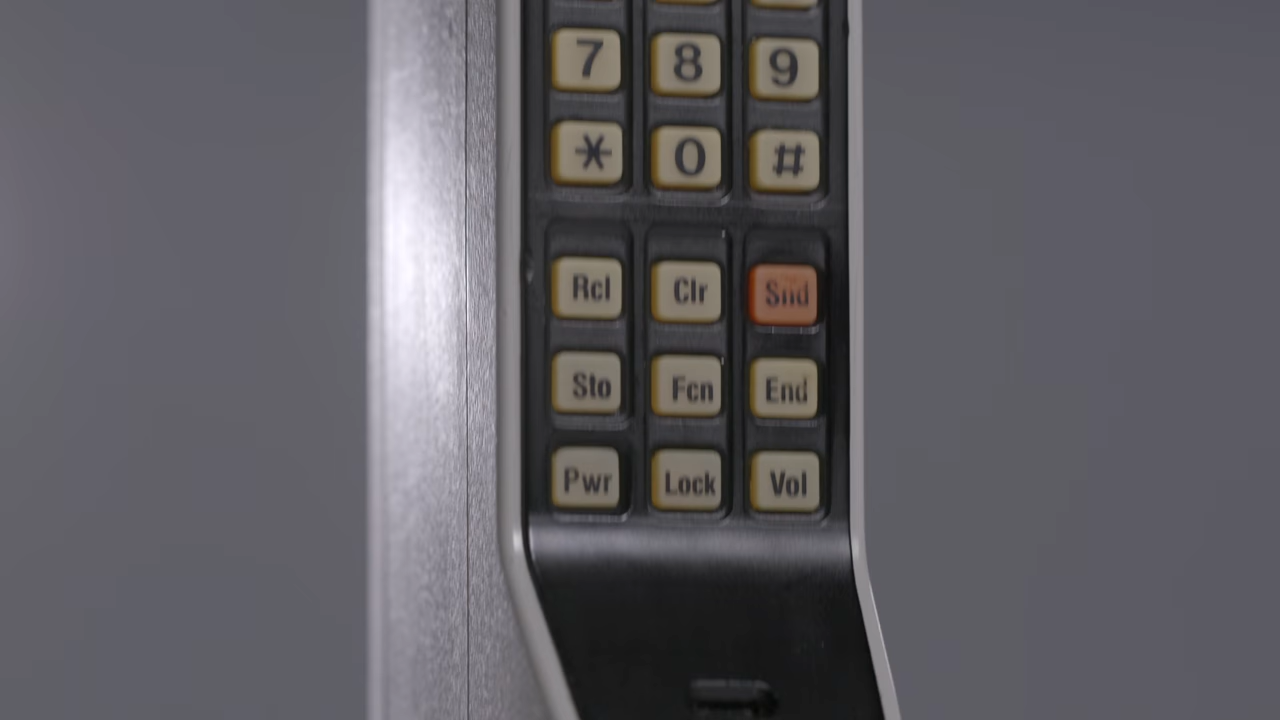 7 8 9
* 0 #
Rcl Clr Snd
Sto Fcn End
Pwr Lock Vol